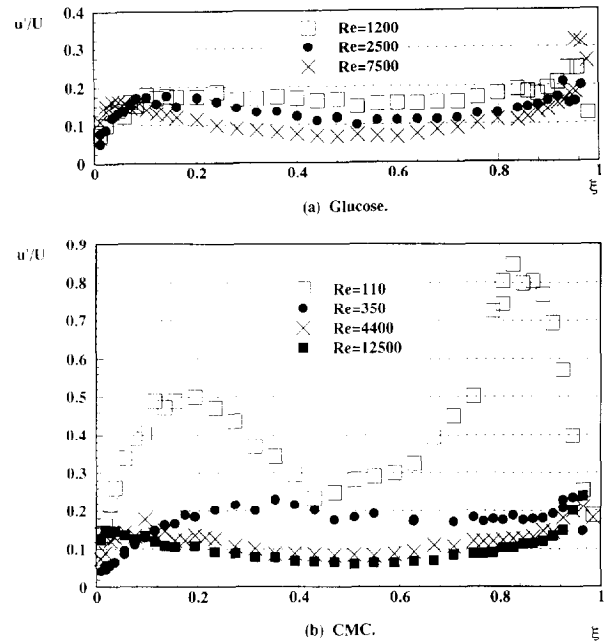 u'/U
0.4
0.3
0.2
0.1
0
Re=1200
Re=2500
Re=7500
0 0.2 0.4 0.6 0.8 1
ξ
(a) Glucose.
u'/U
0.9
0.8
0.7
0.6
0.5
0.4
0.3
0.2
0.1
0
Re=110
Re=350
Re=4400
Re=12500
0 0.2 0.4 0.6 0.8 1
ξ
(b) CMC.